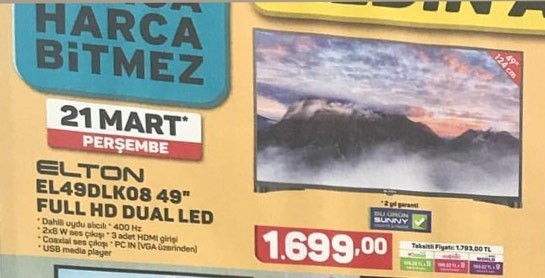 HARCA
BiTMEZ
21 MART*
PERŞEMBE
ELTON
EL49DLK08 49"
FULL HD DUAL LED
* Dahili uydu alıcılı * 400 Hz
* 2x8 W ses çıkışı * 3 adet HDMI girişi
* Coaxial ses çıkışı * PC IN (VGA üzerinden)
* USB media player
49"
124 cm
*2 yıl garanti
BU ÜRÜN
SUNNY
1.699,00
Taksitli Fiyatı: 1.793,00 TL